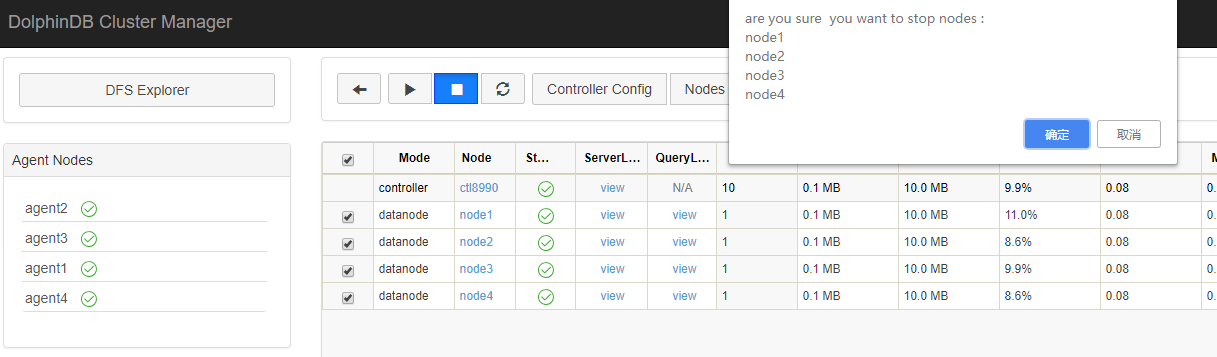 DolphinDB Cluster Manager
are you sure  you want to stop nodes :
node1
node2
node3
node4
确定 取消
DFS Explorer
Controller Config Nodes
Agent Nodes
agent2
agent3
agent1
agent4
Mode Node St... ServerL... QueryL... M
controller ctl8990 view N/A 10 0.1 MB 10.0 MB 9.9% 0.08 0.
datanode node1 view view 1 0.1 MB 10.0 MB 11.0% 0.08 0.
datanode node2 view view 1 0.1 MB 10.0 MB 8.6% 0.08 0.
datanode node3 view view 1 0.1 MB 10.0 MB 9.9% 0.08 0.
datanode node4 view view 1 0.1 MB 10.0 MB 8.6% 0.08 0.